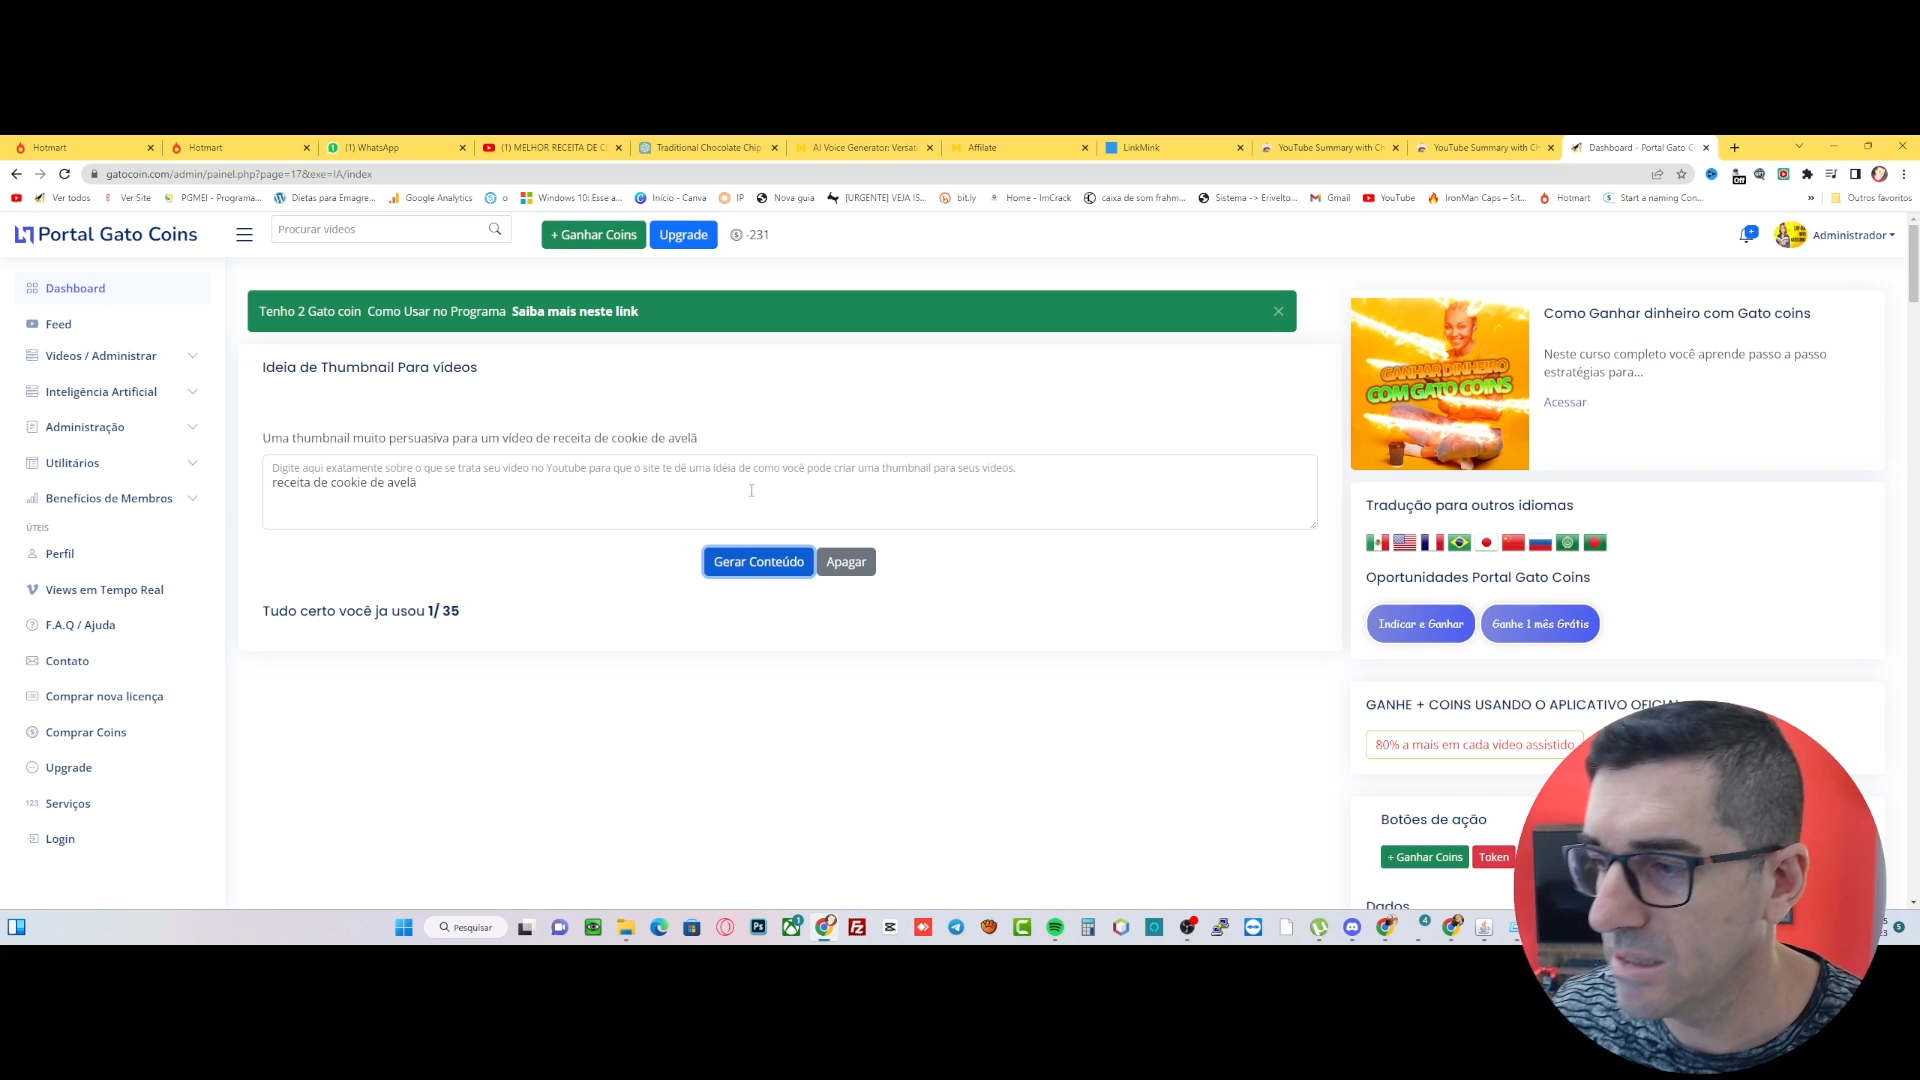 Hotmart
Hotmart
(1) WhatsApp
(1) MELHOR RECEITA DE CC
Traditional Chocolate Chip
AI Voice Generator: Versati
Affilate
LinkMink
YouTube Summary with Ch
YouTube Summary with Ch
Dashboard - Portal Gato C
gatocoin.com/admin/painel.php?page=17&exe=IA/index
Ver todos
Ver Site
PGMEI - Programa...
Dietas para Emagre...
Google Analytics
o
Windows 10: Esse a...
Início - Canva
IP
Nova guia
[URGENTE] VEJA IS...
bit.ly
Home - ImCrack
caixa de som frahm...
Sistema -> Erivelto...
Gmail
YouTube
IronMan Caps – Sit...
Hotmart
Start a naming Con...
»
Outros favoritos
Portal Gato Coins
Procurar videos
+ Ganhar Coins
Upgrade
-231
Administrador
Dashboard
Feed
Videos / Administrar
Inteligência Artificial
Administração
Utilitários
Benefícios de Membros
ÚTEIS
Perfil
Views em Tempo Real
F.A.Q / Ajuda
Contato
Comprar nova licença
Comprar Coins
Upgrade
123 Serviços
Login
Tenho 2 Gato coin Como Usar no Programa Saiba mais neste link
Ideia de Thumbnail Para vídeos
Uma thumbnail muito persuasiva para um vídeo de receita de cookie de avelã
Digite aqui exatamente sobre o que se trata seu vídeo no Youtube para que o site te dê uma idéia de como você pode criar uma thumbnail para seus vídeos.
receita de cookie de avelã
Gerar Conteúdo
Apagar
Tudo certo você ja usou 1/ 35
GANHAR DINHEIRO
COM GATO COINS
Como Ganhar dinheiro com Gato coins
Neste curso completo você aprende passo a passo
estratégias para...
Acessar
Tradução para outros idiomas
Oportunidades Portal Gato Coins
Indicar e Ganhar
Ganhe 1 mês Grátis
GANHE + COINS USANDO O APLICATIVO OFICIAL
80% a mais em cada video assistido
Botões de ação
+ Ganhar Coins
Token
Dados
Pesquisar